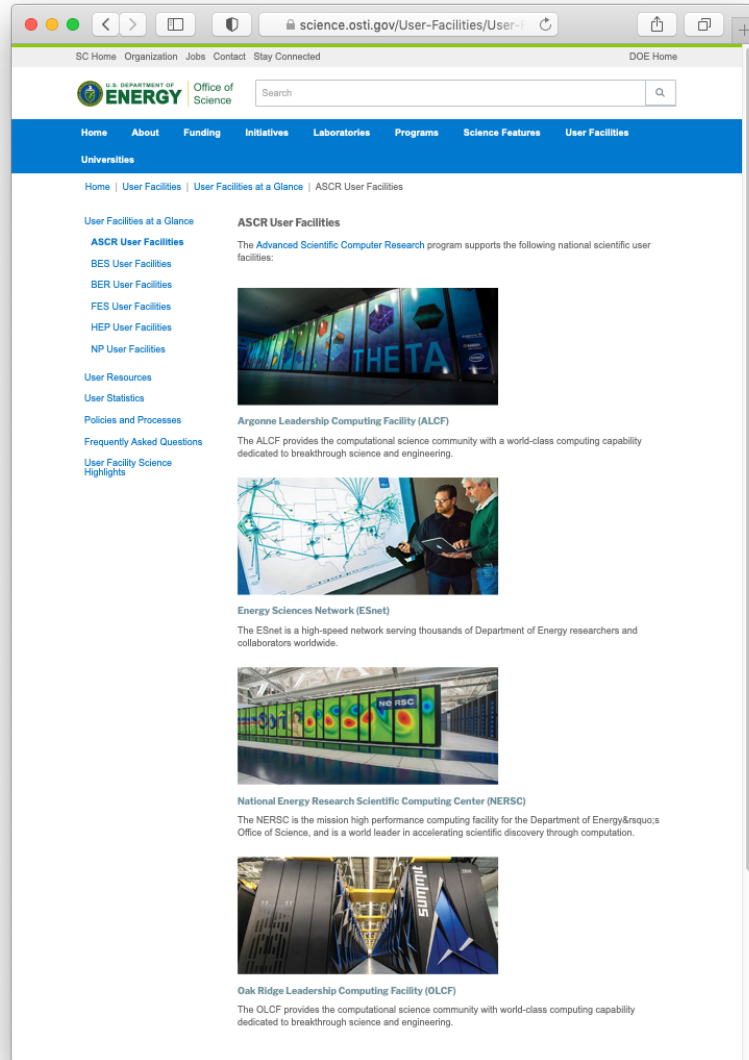 science.osti.gov/User-Facilities/User-F
SC Home Organization Jobs Contact Stay Connected DOE Home
U.S. DEPARTMENT OF
ENERGY
Office of
Science
Search
Home About Funding Initiatives Laboratories Programs Science Features User Facilities
Universities
Home | User Facilities | User Facilities at a Glance | ASCR User Facilities
User Facilities at a Glance
ASCR User Facilities
BES User Facilities
BER User Facilities
FES User Facilities
HEP User Facilities
NP User Facilities
User Resources
User Statistics
Policies and Processes
Frequently Asked Questions
User Facility Science
Highlights
ASCR User Facilities
The Advanced Scientific Computer Research program supports the following national scientific user
facilities:
THETA
Argonne Leadership Computing Facility (ALCF)
The ALCF provides the computational science community with a world-class computing capability
dedicated to breakthrough science and engineering.
Energy Sciences Network (ESnet)
The ESnet is a high-speed network serving thousands of Department of Energy researchers and
collaborators worldwide.
NERSC
National Energy Research Scientific Computing Center (NERSC)
The NERSC is the mission high performance computing facility for the Department of Energy&rsquo;s
Office of Science, and is a world leader in accelerating scientific discovery through computation.
SUMMIT
Oak Ridge Leadership Computing Facility (OLCF)
The OLCF provides the computational science community with world-class computing capability
dedicated to breakthrough science and engineering.